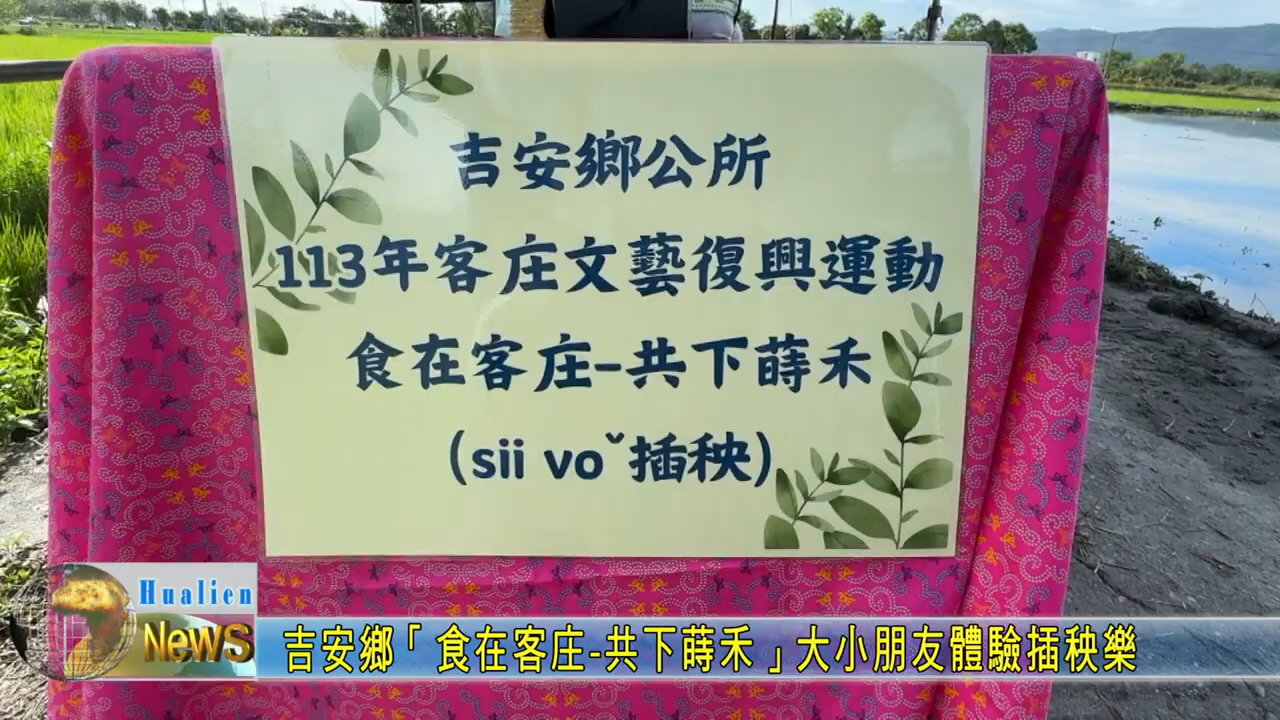 吉安鄉公所
113年客庄文藝復興運動
食在客庄-共下蒔禾
(sii voˇ插秧)
Hualien
News
吉安鄉「食在客庄-共下蒔禾」大小朋友體驗插秧樂